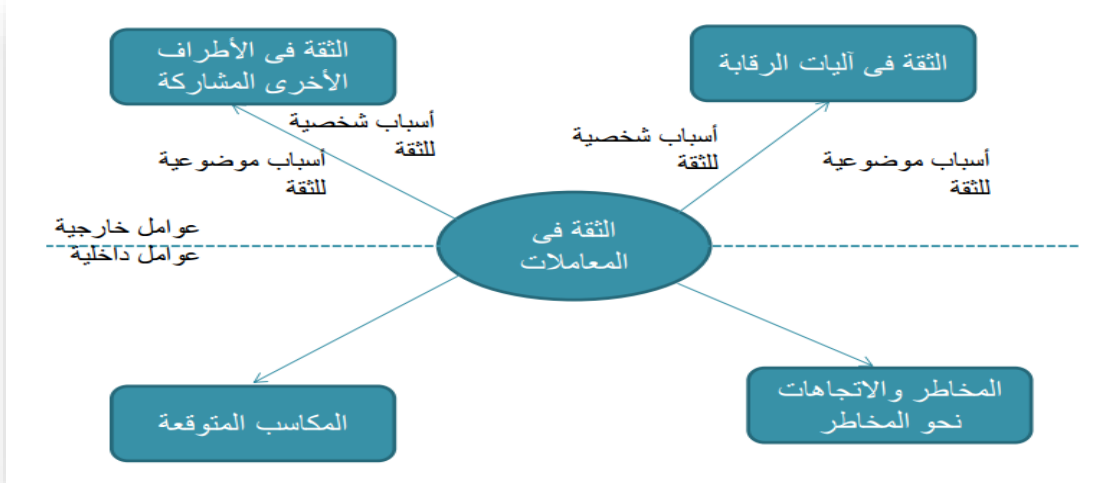 الثقة فى آليات الرقابة
الثقة فى الأطراف
الأخرى المشاركة
أسباب شخصية
للثقة
أسباب موضوعية
للثقة
أسباب شخصية
للثقة
أسباب موضوعية
للثقة
عوامل خارجية
عوامل داخلية
الثقة فى
المعاملات
المخاطر والاتجاهات
نحو المخاطر
المكاسب المتوقعة